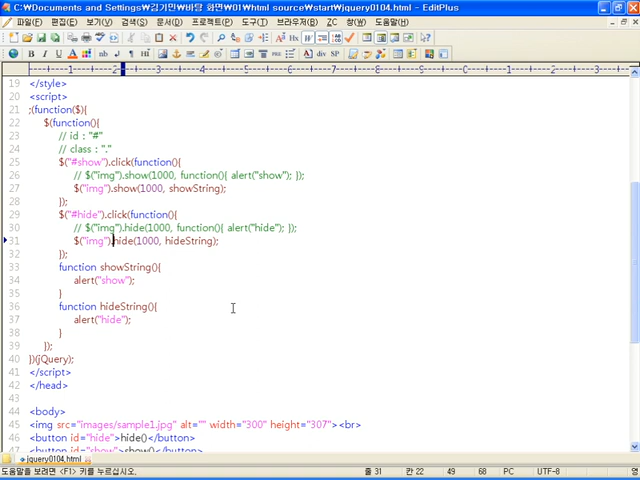 C:￦Documents and Settings￦김기민￦바탕 화면￦01￦html source￦start￦jquery0104.html - EditPlus
파일(F) 편집(E) 보기(V) 검색(S) 문서(D) 프로젝트(P) 도구(T) 브라우저(B) ZC 창(W) 도움말(H)
19 </style>
20 <script>
21 ;(function($){
22 $(function(){
23 // id : "#"
24 // class : "."
25 $("#show").click(function(){
26 // $("img").show(1000, function(){ alert("show"); });
27 $("img").show(1000, showString);
28 });
29 $("#hide").click(function(){
30 // $("img").hide(1000, function(){ alert("hide"); });
31 $("img").hide(1000, hideString);
32 });
33 function showString(){
34 alert("show");
35 }
36 function hideString(){
37 alert("hide");
38 }
39 });
40 })(jQuery);
41 </script>
42 </head>
43
44 <body>
45 <img src="images/sample1.jpg" alt="" width="300" height="307"><br>
46 <button id="hide">hide()</button>
47 <button id="show">show()</button>
jquery0104.html
도움말을 보려면 <F1> 키를 누르십시오. 줄 31 칸 22 49 68 PC UTF-8